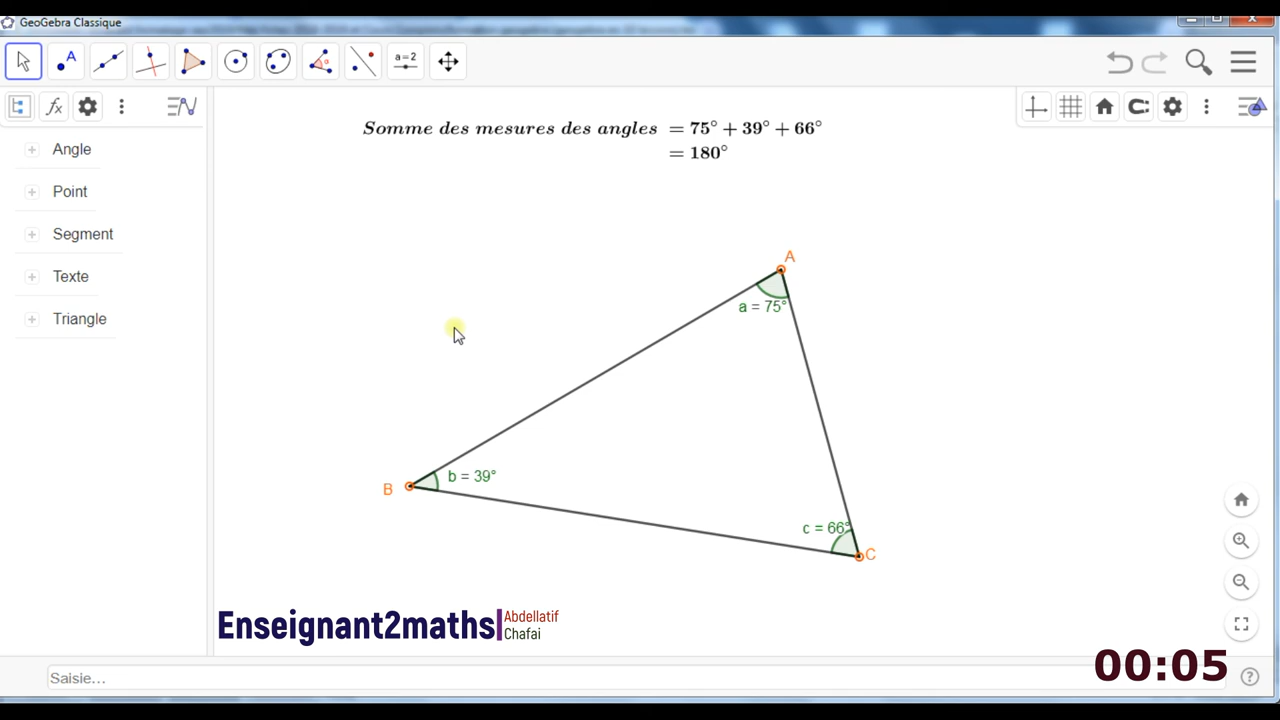 GeoGebra Classique
A
a=2
Angle
Point
Segment
Texte
Triangle
Somme des mesures des angles = 75° + 39° + 66°
= 180°
A
a = 75°
B
b = 39°
c = 66°
C
Enseignant2maths
Abdellatif
Chafai
Saisie…
00:05